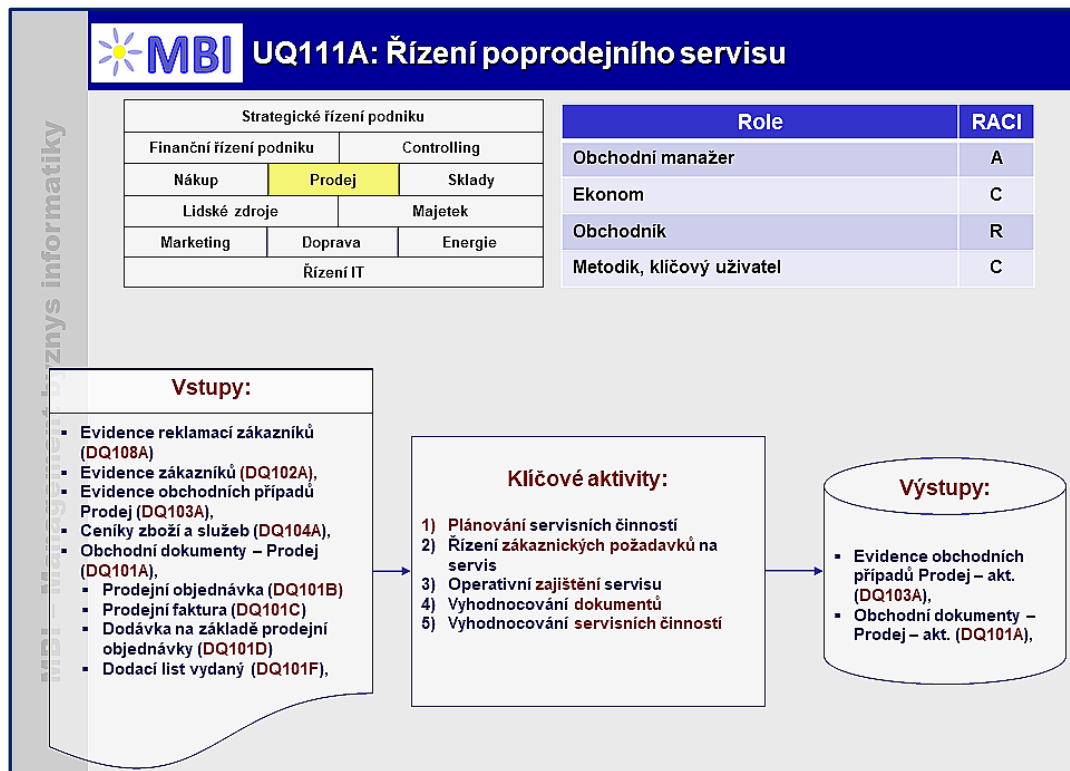 MBI
UQ111A: Řízení poprodejního servisu
MBI – Management byznys informatiky
Strategické řízení podniku
Finanční řízení podniku
Controlling
Nákup
Prodej
Sklady
Lidské zdroje
Majetek
Marketing
Doprava
Energie
Řízení IT
Role RACI
Obchodní manažer A
Ekonom C
Obchodník R
Metodik, klíčový uživatel C
Vstupy:
▪ Evidence reklamací zákazníků
(DQ108A)
▪ Evidence zákazníků (DQ102A),
▪ Evidence obchodních případů
Prodej (DQ103A),
▪ Ceníky zboží a služeb (DQ104A),
▪ Obchodní dokumenty – Prodej
(DQ101A),
▪ Prodejní objednávka (DQ101B)
▪ Prodejní faktura (DQ101C)
▪ Dodávka na základě prodejní
objednávky (DQ101D)
▪ Dodací list vydaný (DQ101F),
Klíčové aktivity:
1) Plánování servisních činností
2) Řízení zákaznických požadavků na
servis
3) Operativní zajištění servisu
4) Vyhodnocování dokumentů
5) Vyhodnocování servisních činností
Výstupy:
▪ Evidence obchodních
případů Prodej – akt.
(DQ103A),
▪ Obchodní dokumenty –
Prodej – akt. (DQ101A),